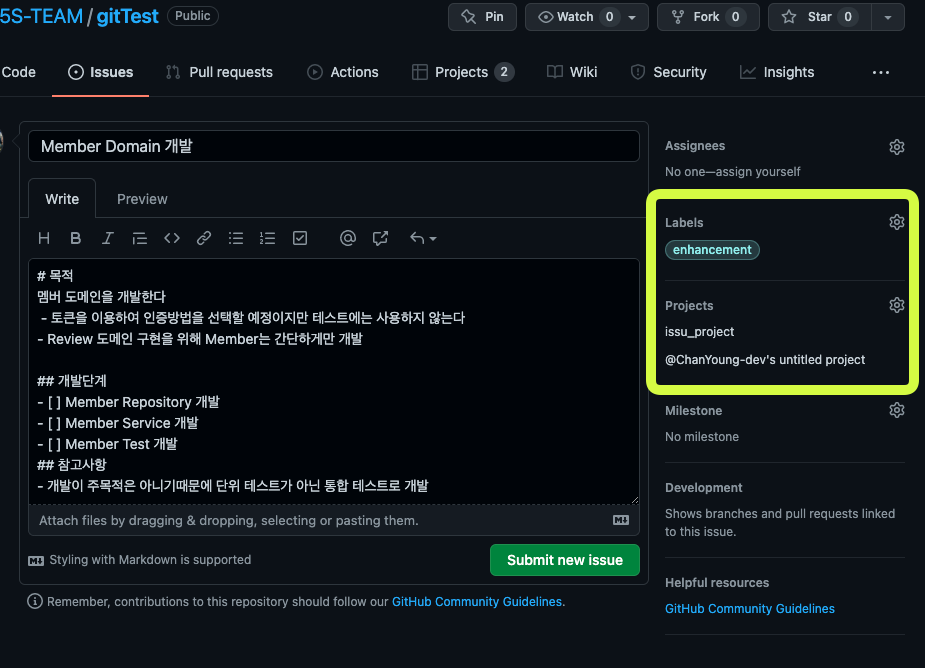 5S-TEAM / gitTest Public
Pin Watch 0 Fork 0 Star 0
Code Issues Pull requests Actions Projects 2 Wiki Security Insights
Member Domain 개발
Write Preview
# 목적
멤버 도메인을 개발한다
- 토큰을 이용하여 인증방법을 선택할 예정이지만 테스트에는 사용하지 않는다
- Review 도메인 구현을 위해 Member는 간단하게만 개발
## 개발단계
- [ ] Member Repository 개발
- [ ] Member Service 개발
- [ ] Member Test 개발
## 참고사항
- 개발이 주목적은 아니기때문에 단위 테스트가 아닌 통합 테스트로 개발
Attach files by dragging & dropping, selecting or pasting them.
Styling with Markdown is supported
Submit new issue
Remember, contributions to this repository should follow our GitHub Community Guidelines.
Assignees
No one—assign yourself
Labels
enhancement
Projects
issu_project
@ChanYoung-dev's untitled project
Milestone
No milestone
Development
Shows branches and pull requests linked
to this issue.
Helpful resources
GitHub Community Guidelines